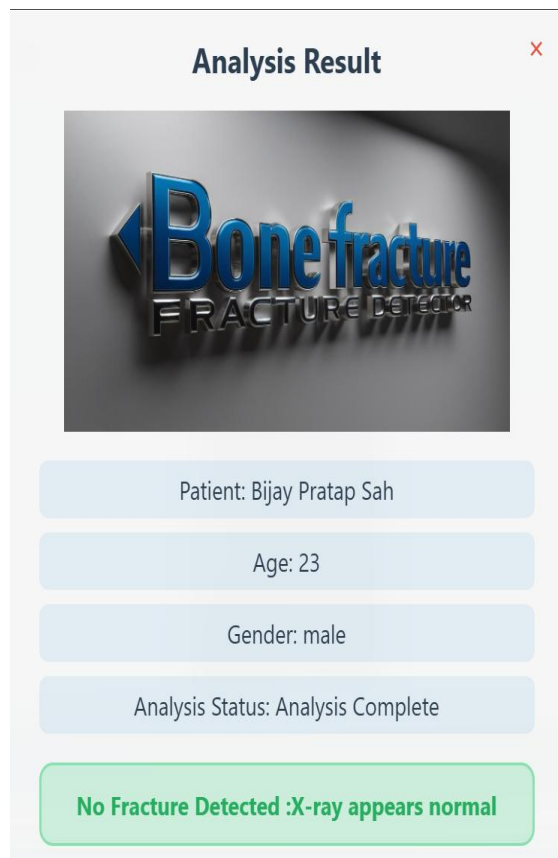 Analysis Result
x
Bone fracture
FRACTURE DETECTOR
Patient: Bijay Pratap Sah
Age: 23
Gender: male
Analysis Status: Analysis Complete
No Fracture Detected :X-ray appears normal